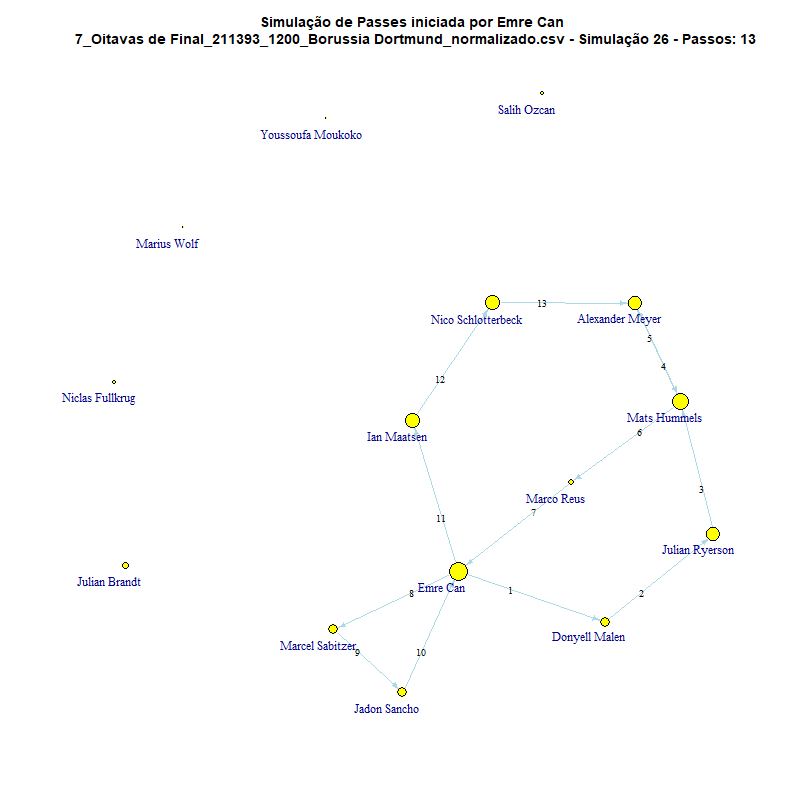 Simulação de Passes iniciada por Emre Can
7_Oitavas de Final_211393_1200_Borussia Dortmund_normalizado.csv - Simulação 26 - Passos: 13
Salih Ozcan
Youssoufa Moukoko
Marius Wolf
13
Nico Schlotterbeck
Alexander Meyer
5
4
12
Niclas Fullkrug
Mats Hummels
6
Ian Maatsen
3
Marco Reus
7
11
Julian Ryerson
Julian Brandt
Emre Can
1
8
2
Donyell Malen
Marcel Sabitzer
9
10
Jadon Sancho